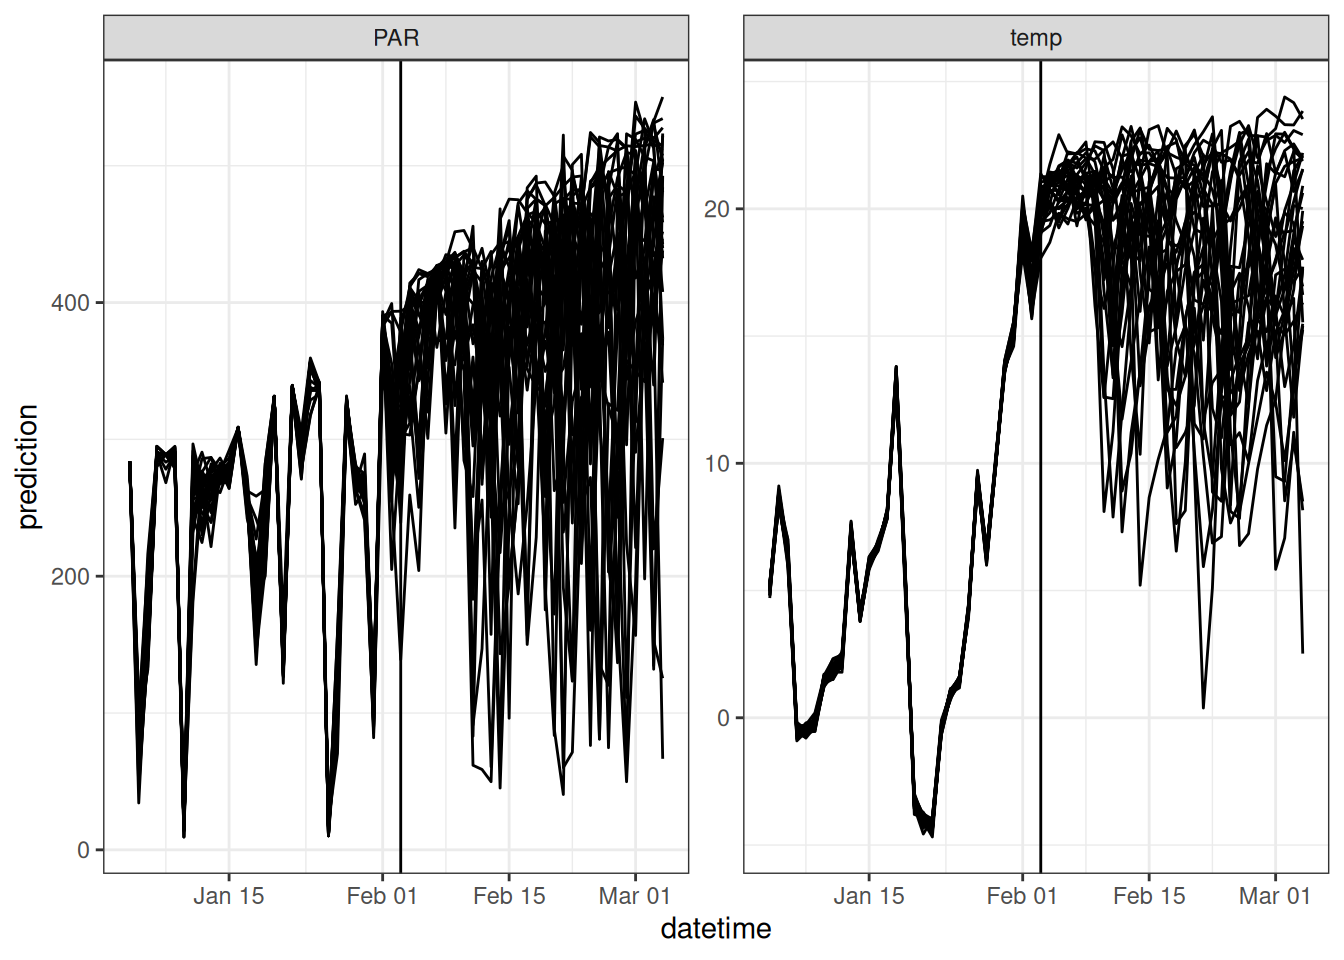 PAR
temp
prediction
400
200
0
20
10
0
Jan 15
Feb 01
Feb 15
Mar 01
Jan 15
Feb 01
Feb 15
Mar 01
datetime